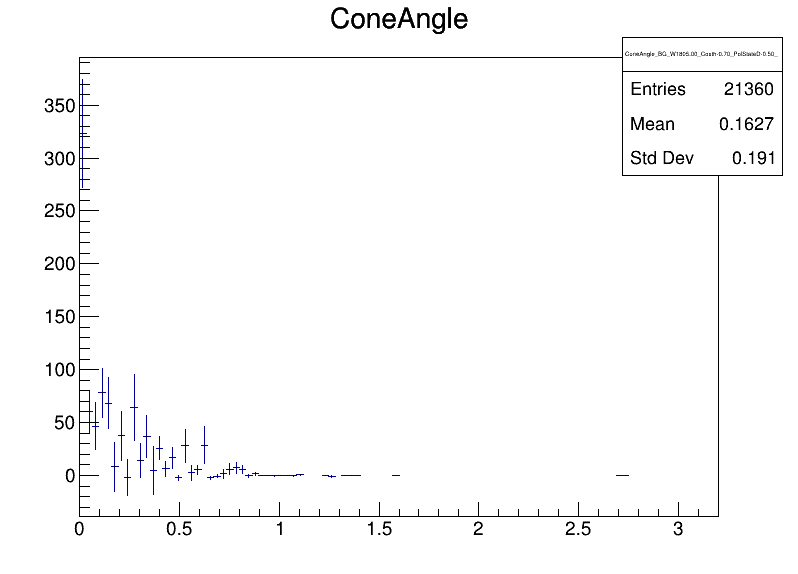 ConeAngle
ConeAngle_BG_W1805.00_Costh-0.70_PolStateD-0.50_
Entries 21360
Mean 0.1627
Std Dev 0.191
350
300
250
200
150
100
50
0
0 0.5 1 1.5 2 2.5 3